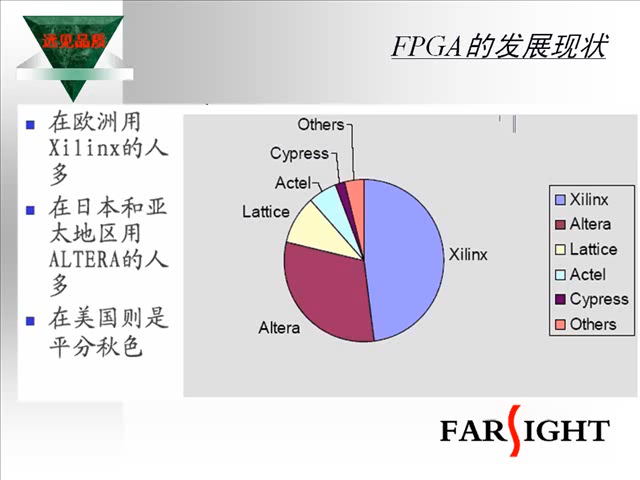 远见品质
FPGA的发展现状
在欧洲用
Xilinx的人
多
在日本和亚
太地区用
ALTERA的人
多
在美国则是
平分秋色
Others
Cypress
Actel
Lattice
Altera
Xilinx
Xilinx
Altera
Lattice
Actel
Cypress
Others
FARSIGHT